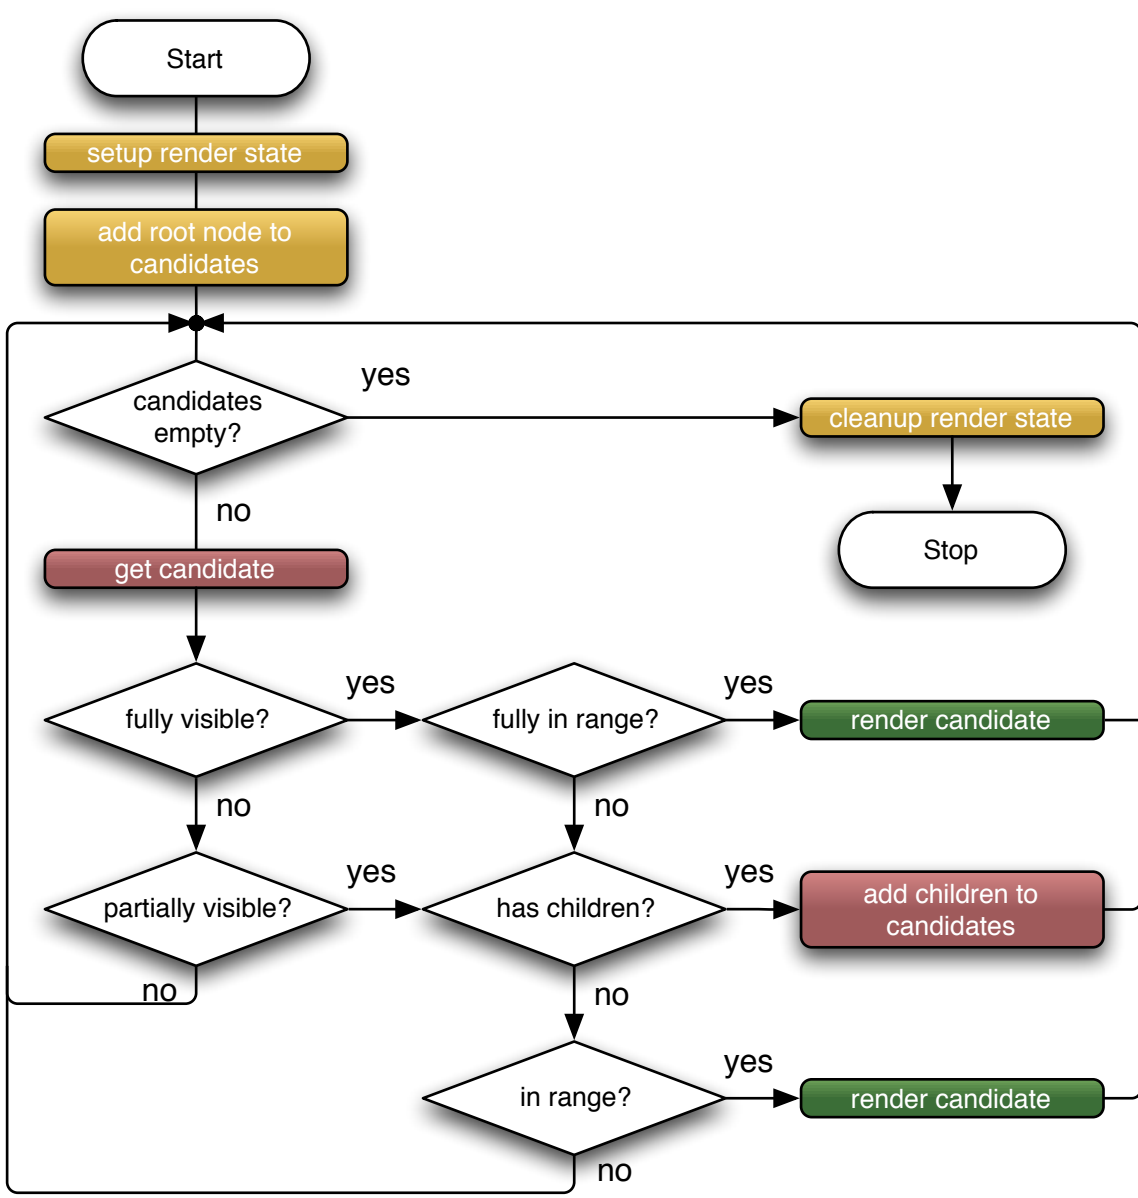 Start
setup render state
add root node to
candidates
yes
candidates
empty?
cleanup render state
no
get candidate
Stop
yes
yes
fully visible?
fully in range?
render candidate
no
no
yes
yes
partially visible?
has children?
add children to
candidates
no
no
yes
in range?
render candidate
no